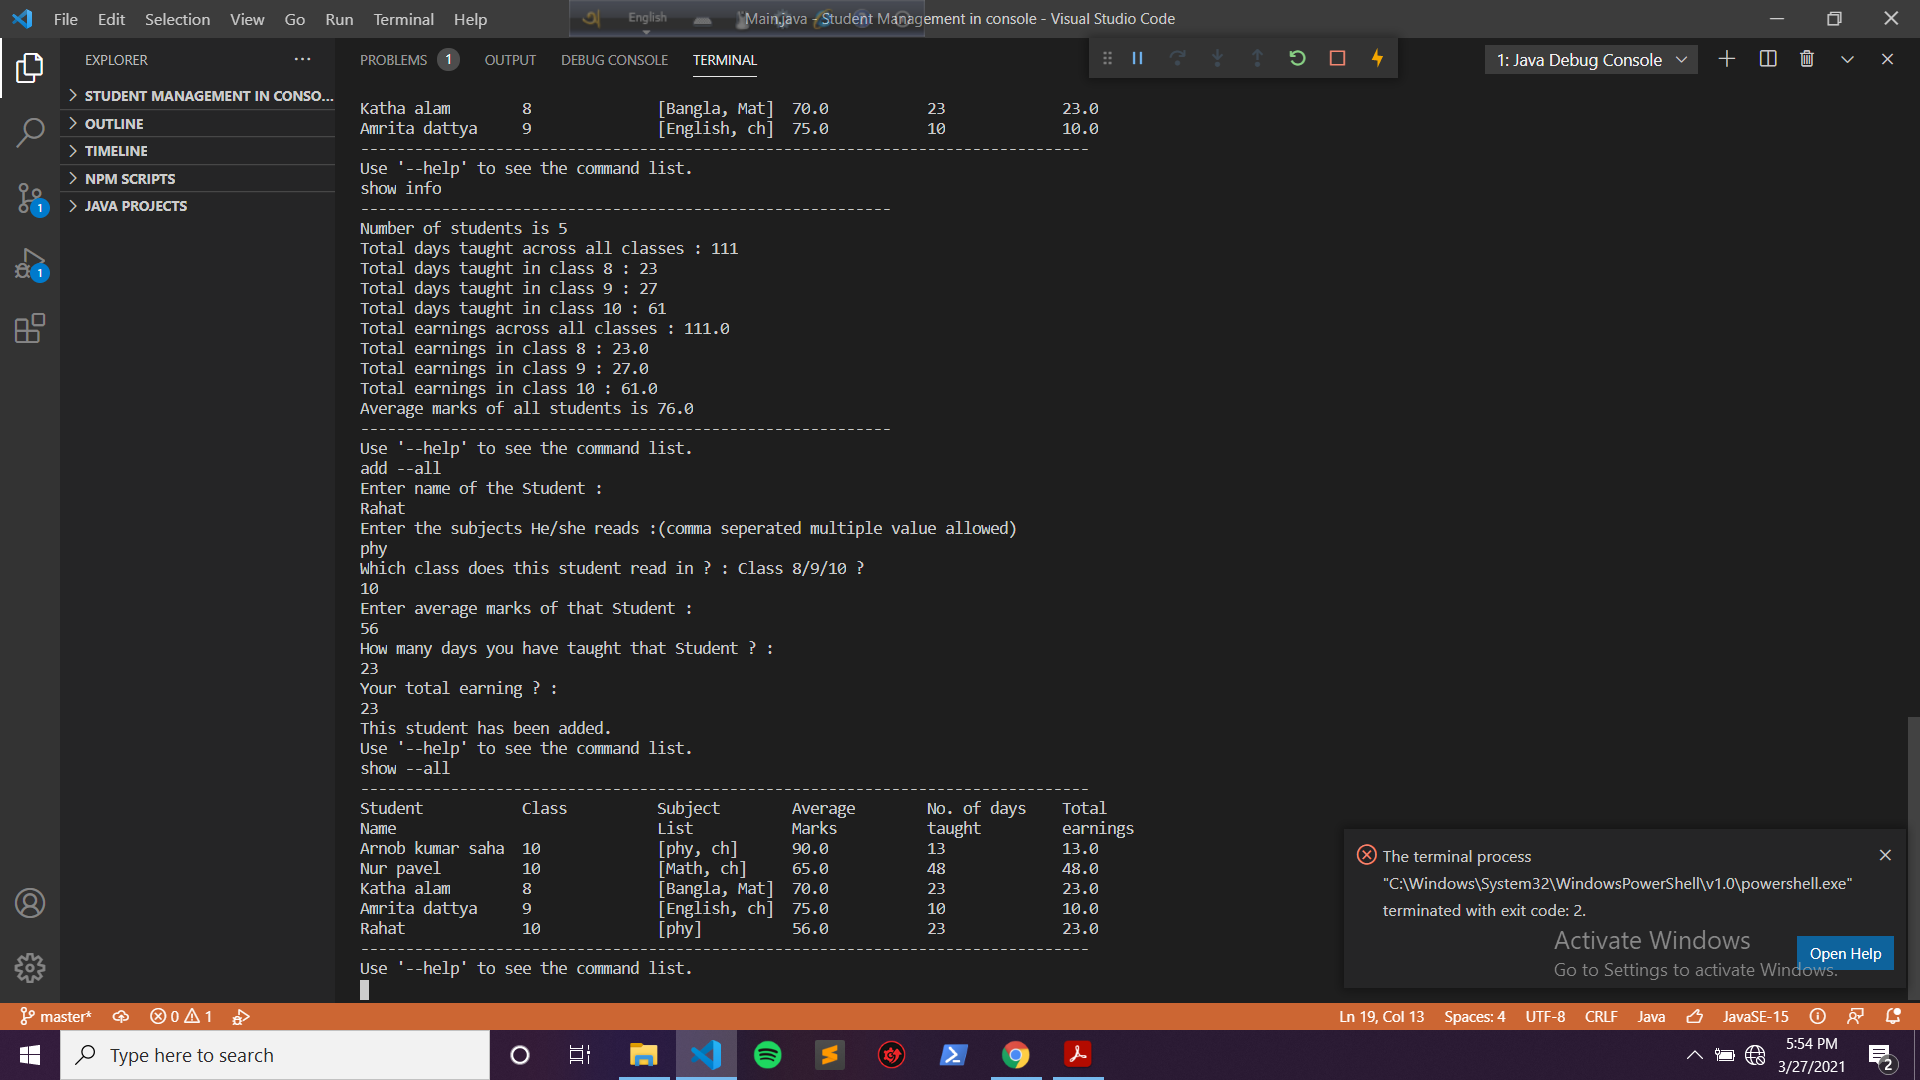 File Edit Selection View Go Run Terminal Help
English
Main.java - Student Management in console - Visual Studio Code
EXPLORER
PROBLEMS 1 OUTPUT DEBUG CONSOLE TERMINAL
1: Java Debug Console
STUDENT MANAGEMENT IN CONSO...
OUTLINE
TIMELINE
NPM SCRIPTS
JAVA PROJECTS
1
1
Katha alam 8 [Bangla, Mat] 70.0 23 23.0
Amrita dattya 9 [English, ch] 75.0 10 10.0
---------------------------------------------------------------------------------
Use '--help' to see the command list.
show info
-----------------------------------------------------------
Number of students is 5
Total days taught across all classes : 111
Total days taught in class 8 : 23
Total days taught in class 9 : 27
Total days taught in class 10 : 61
Total earnings across all classes : 111.0
Total earnings in class 8 : 23.0
Total earnings in class 9 : 27.0
Total earnings in class 10 : 61.0
Average marks of all students is 76.0
-----------------------------------------------------------
Use '--help' to see the command list.
add --all
Enter name of the Student :
Rahat
Enter the subjects He/she reads :(comma seperated multiple value allowed)
phy
Which class does this student read in ? : Class 8/9/10 ?
10
Enter average marks of that Student :
56
How many days you have taught that Student ? :
23
Your total earning ? :
23
This student has been added.
Use '--help' to see the command list.
show --all
---------------------------------------------------------------------------------
Student Class Subject Average No. of days Total
Name List Marks taught earnings
Arnob kumar saha 10 [phy, ch] 90.0 13 13.0
Nur pavel 10 [Math, ch] 65.0 48 48.0
Katha alam 8 [Bangla, Mat] 70.0 23 23.0
Amrita dattya 9 [English, ch] 75.0 10 10.0
Rahat 10 [phy] 56.0 23 23.0
---------------------------------------------------------------------------------
Use '--help' to see the command list.
The terminal process
"C:\Windows\System32\WindowsPowerShell\v1.0\powershell.exe"
terminated with exit code: 2.
Open Help
Activate Windows
Go to Settings to activate Windows.
master* 0 1
Ln 19, Col 13 Spaces: 4 UTF-8 CRLF Java JavaSE-15
Type here to search
5:54 PM
3/27/2021
2